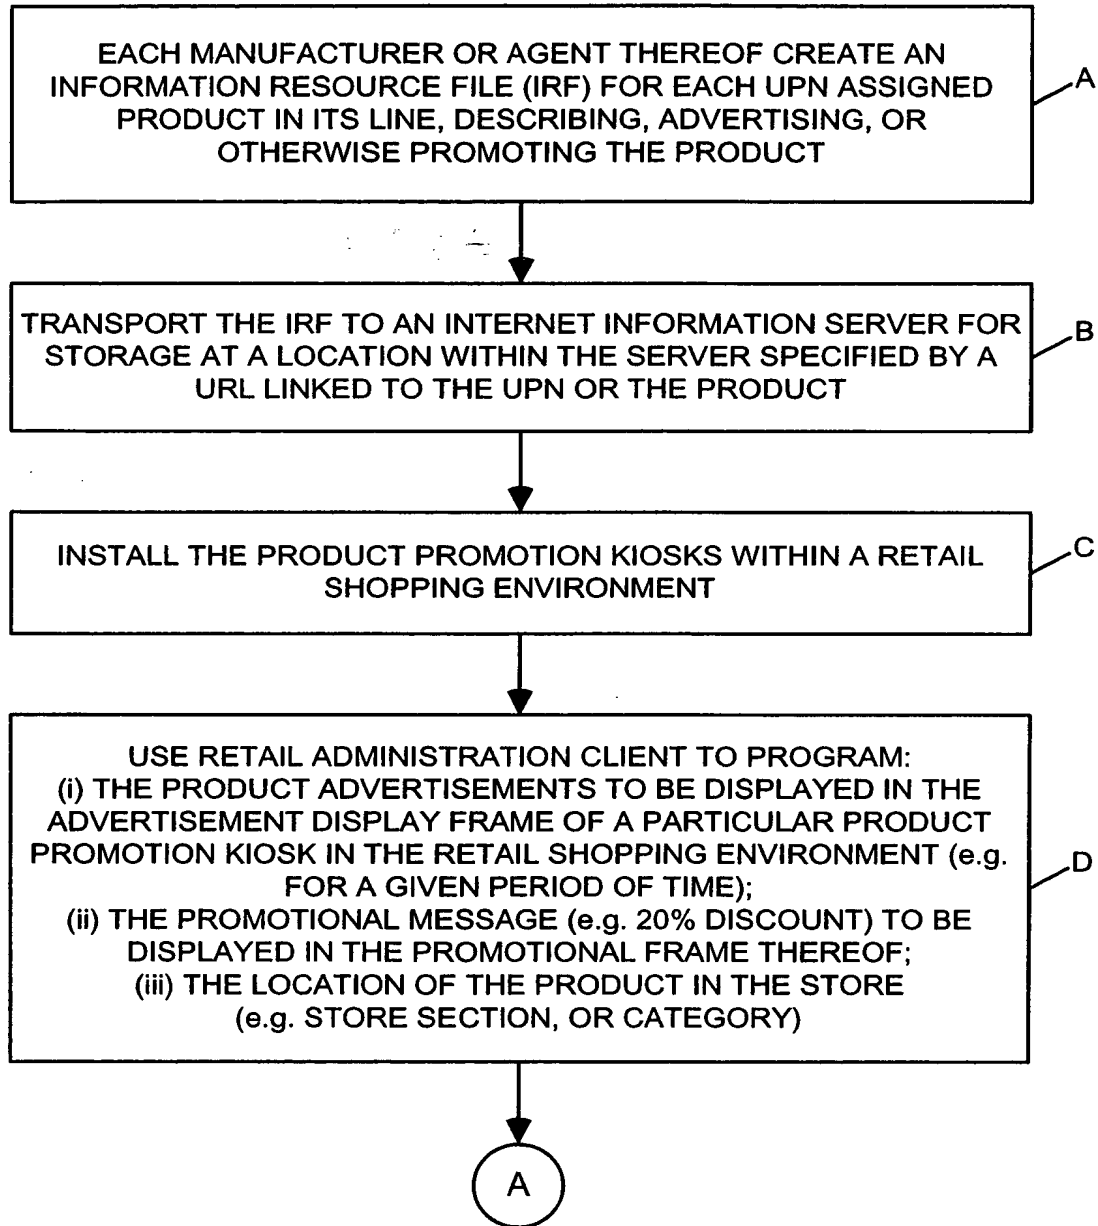 EACH MANUFACTURER OR AGENT THEREOF CREATE AN
INFORMATION RESOURCE FILE (IRF) FOR EACH UPN ASSIGNED
PRODUCT IN ITS LINE, DESCRIBING, ADVERTISING, OR
OTHERWISE PROMOTING THE PRODUCT
A
TRANSPORT THE IRF TO AN INTERNET INFORMATION SERVER FOR
STORAGE AT A LOCATION WITHIN THE SERVER SPECIFIED BY A
URL LINKED TO THE UPN OR THE PRODUCT
B
INSTALL THE PRODUCT PROMOTION KIOSKS WITHIN A RETAIL
SHOPPING ENVIRONMENT
C
USE RETAIL ADMINISTRATION CLIENT TO PROGRAM:
(i) THE PRODUCT ADVERTISEMENTS TO BE DISPLAYED IN THE
ADVERTISEMENT DISPLAY FRAME OF A PARTICULAR PRODUCT
PROMOTION KIOSK IN THE RETAIL SHOPPING ENVIRONMENT (e.g.
FOR A GIVEN PERIOD OF TIME);
(ii) THE PROMOTIONAL MESSAGE (e.g. 20% DISCOUNT) TO BE
DISPLAYED IN THE PROMOTIONAL FRAME THEREOF;
(iii) THE LOCATION OF THE PRODUCT IN THE STORE
(e.g. STORE SECTION, OR CATEGORY)
D
A